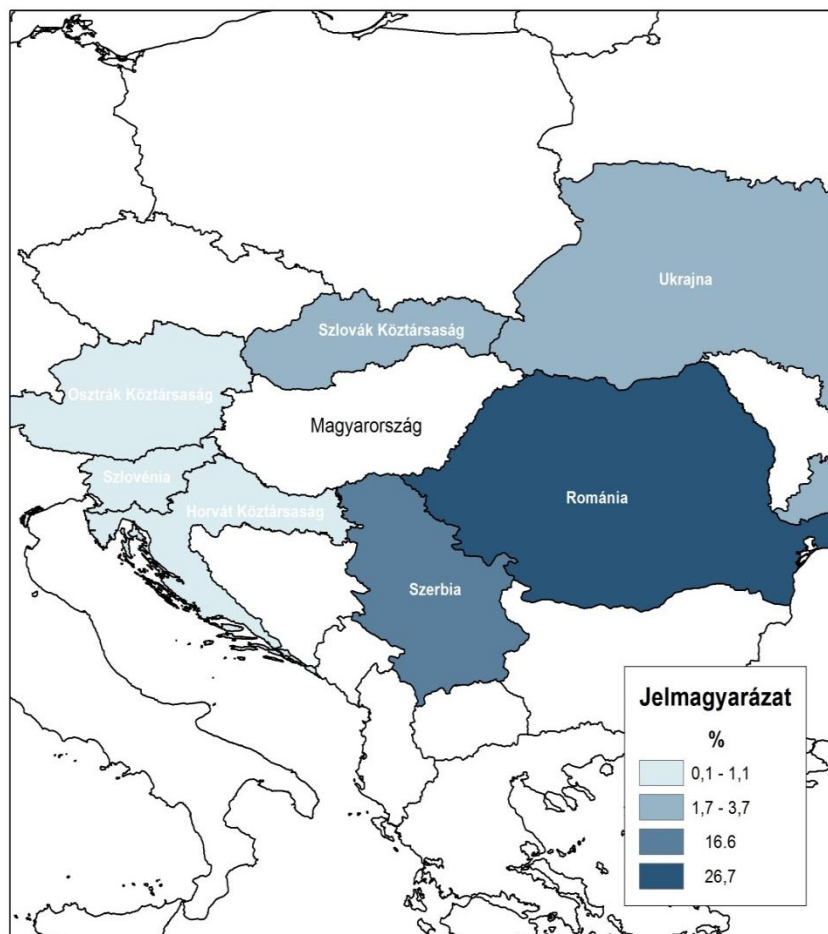 Ukrajna
Szlovák Köztársaság
Osztrák Köztársaság
Magyarország
Szlovénia
Románia
Horvát Köztársaság
Szerbia
Jelmagyarázat
%
0,1 - 1,1
1,7 - 3,7
16.6
26,7